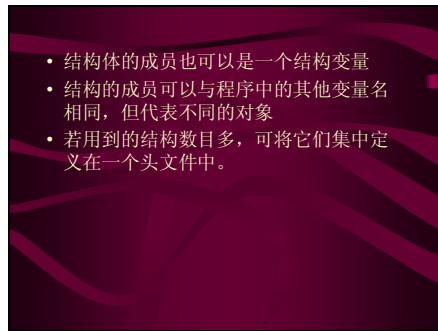 • 结构体的成员也可以是一个结构变量
• 结构的成员可以与程序中的其他变量名
相同，但代表不同的对象
• 若用到的结构数目多，可将它们集中定
义在一个头文件中。